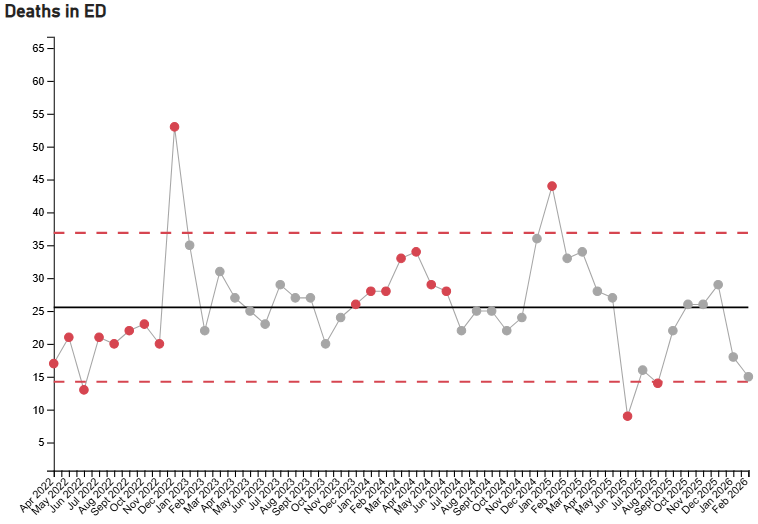 Deaths in ED
65
60
55
50
45
40
35
30
25
20
15
10
5
Apr 2022
May 2022
Jun 2022
Jul 2022
Aug 2022
Sept 2022
Oct 2022
Nov 2022
Dec 2022
Jan 2023
Feb 2023
Mar 2023
Apr 2023
May 2023
Jun 2023
Jul 2023
Aug 2023
Sept 2023
Oct 2023
Nov 2023
Dec 2023
Jan 2024
Feb 2024
Mar 2024
Apr 2024
May 2024
Jun 2024
Jul 2024
Aug 2024
Sept 2024
Oct 2024
Nov 2024
Dec 2024
Jan 2025
Feb 2025
Mar 2025
Apr 2025
May 2025
Jun 2025
Jul 2025
Aug 2025
Sept 2025
Oct 2025
Nov 2025
Dec 2025
Jan 2026
Feb 2026